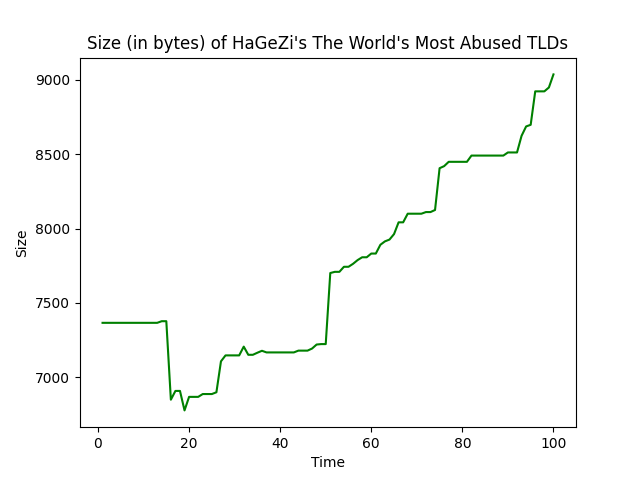 Size (in bytes) of HaGeZi's The World's Most Abused TLDs
9000
8500
8000
7500
7000
Size
0 20 40 60 80 100
Time